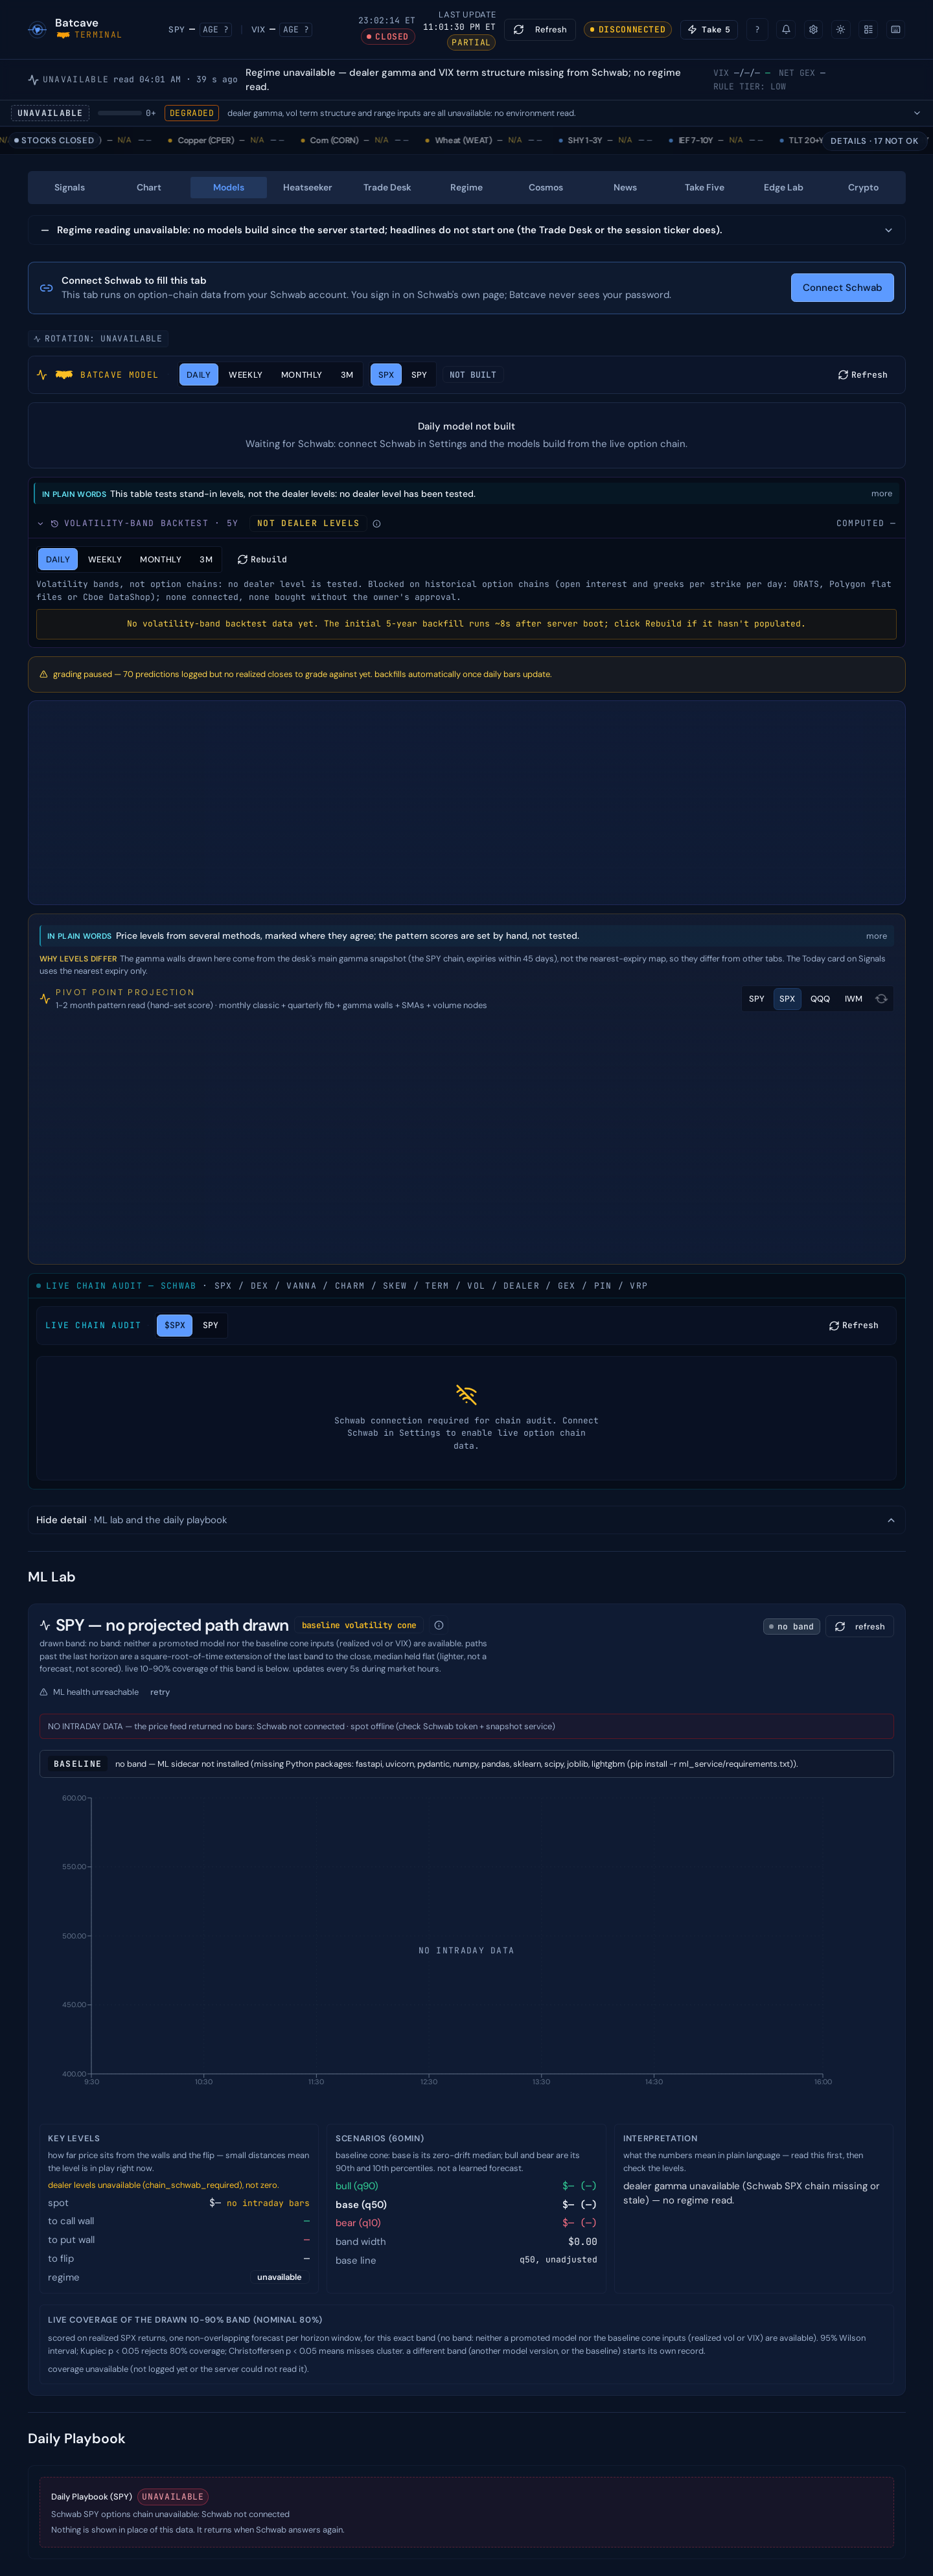 Batcave
TERMINAL
SPY — AGE ? | VIX — AGE ?
23:02:14 ET
CLOSED
LAST UPDATE
11:01:30 PM ET
PARTIAL
Refresh
DISCONNECTED
Take 5
?
UNAVAILABLE read 04:01 AM · 39 s ago
Regime unavailable — dealer gamma and VIX term structure missing from Schwab; no regime
read.
VIX —/—/— — NET GEX —
RULE TIER: LOW
UNAVAILABLE 0+ DEGRADED dealer gamma, vol term structure and range inputs are all unavailable: no environment read.
STOCKS CLOSED — N/A — — Copper (CPER) — N/A — — Corn (CORN) — N/A — — Wheat (WEAT) — N/A — — SHY 1–3Y — N/A — — IEF 7–10Y — N/A — — TLT 20+Y DETAILS · 17 NOT OK
Signals Chart Models Heatseeker Trade Desk Regime Cosmos News Take Five Edge Lab Crypto
— Regime reading unavailable: no models build since the server started; headlines do not start one (the Trade Desk or the session ticker does).
Connect Schwab to fill this tab
This tab runs on option-chain data from your Schwab account. You sign in on Schwab's own page; Batcave never sees your password.
Connect Schwab
ROTATION: UNAVAILABLE
BATCAVE MODEL DAILY WEEKLY MONTHLY 3M SPX SPY NOT BUILT Refresh
Daily model not built
Waiting for Schwab: connect Schwab in Settings and the models build from the live option chain.
IN PLAIN WORDS This table tests stand-in levels, not the dealer levels: no dealer level has been tested. more
VOLATILITY-BAND BACKTEST · 5Y NOT DEALER LEVELS COMPUTED —
DAILY WEEKLY MONTHLY 3M Rebuild
Volatility bands, not option chains: no dealer level is tested. Blocked on historical option chains (open interest and greeks per strike per day: ORATS, Polygon flat
files or Cboe DataShop); none connected, none bought without the owner's approval.
No volatility-band backtest data yet. The initial 5-year backfill runs ~8s after server boot; click Rebuild if it hasn't populated.
grading paused — 70 predictions logged but no realized closes to grade against yet. backfills automatically once daily bars update.
IN PLAIN WORDS Price levels from several methods, marked where they agree; the pattern scores are set by hand, not tested. more
WHY LEVELS DIFFER The gamma walls drawn here come from the desk's main gamma snapshot (the SPY chain, expiries within 45 days), not the nearest-expiry map, so they differ from other tabs. The Today card on Signals
uses the nearest expiry only.
PIVOT POINT PROJECTION
1-2 month pattern read (hand-set score) · monthly classic + quarterly fib + gamma walls + SMAs + volume nodes
SPY SPX QQQ IWM
LIVE CHAIN AUDIT — SCHWAB · SPX / DEX / VANNA / CHARM / SKEW / TERM / VOL / DEALER / GEX / PIN / VRP
LIVE CHAIN AUDIT $SPX SPY Refresh
Schwab connection required for chain audit. Connect
Schwab in Settings to enable live option chain
data.
Hide detail · ML lab and the daily playbook
ML Lab
SPY — no projected path drawn baseline volatility cone
no band refresh
drawn band: no band: neither a promoted model nor the baseline cone inputs (realized vol or VIX) are available. paths
past the last horizon are a square-root-of-time extension of the last band to the close, median held flat (lighter, not a
forecast, not scored). live 10-90% coverage of this band is below. updates every 5s during market hours.
ML health unreachable retry
NO INTRADAY DATA — the price feed returned no bars: Schwab not connected · spot offline (check Schwab token + snapshot service)
BASELINE no band — ML sidecar not installed (missing Python packages: fastapi, uvicorn, pydantic, numpy, pandas, sklearn, scipy, joblib, lightgbm (pip install -r ml_service/requirements.txt)).
600.00
550.00
500.00
450.00
400.00
NO INTRADAY DATA
9:30 10:30 11:30 12:30 13:30 14:30 16:00
KEY LEVELS
how far price sits from the walls and the flip — small distances mean
the level is in play right now.
dealer levels unavailable (chain_schwab_required), not zero.
spot $— no intraday bars
to call wall —
to put wall —
to flip —
regime unavailable
SCENARIOS (60MIN)
baseline cone: base is its zero-drift median; bull and bear are its
90th and 10th percentiles. not a learned forecast.
bull (q90) $— (—)
base (q50) $— (—)
bear (q10) $— (—)
band width $0.00
base line q50, unadjusted
INTERPRETATION
what the numbers mean in plain language — read this first, then
check the levels.
dealer gamma unavailable (Schwab SPX chain missing or
stale) — no regime read.
LIVE COVERAGE OF THE DRAWN 10-90% BAND (NOMINAL 80%)
scored on realized SPX returns, one non-overlapping forecast per horizon window, for this exact band (no band: neither a promoted model nor the baseline cone inputs (realized vol or VIX) are available). 95% Wilson
interval; Kupiec p < 0.05 rejects 80% coverage; Christoffersen p < 0.05 means misses cluster. a different band (another model version, or the baseline) starts its own record.
coverage unavailable (not logged yet or the server could not read it).
Daily Playbook
Daily Playbook (SPY) UNAVAILABLE
Schwab SPY options chain unavailable: Schwab not connected
Nothing is shown in place of this data. It returns when Schwab answers again.